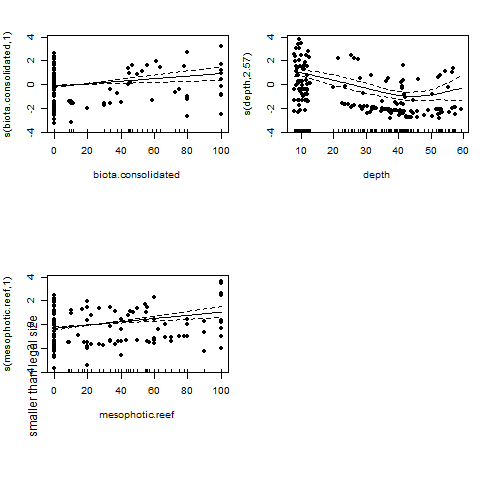 s(biota.consolidated,1)
4
2
0
-2
-4
0 20 40 60 80 100
biota.consolidated
s(depth,2.57)
4
2
0
-2
-4
10 20 30 40 50 60
depth
s(mesophotic.reef,1)
smaller than legal size
4
2
0
-2
-4
0 20 40 60 80 100
mesophotic.reef